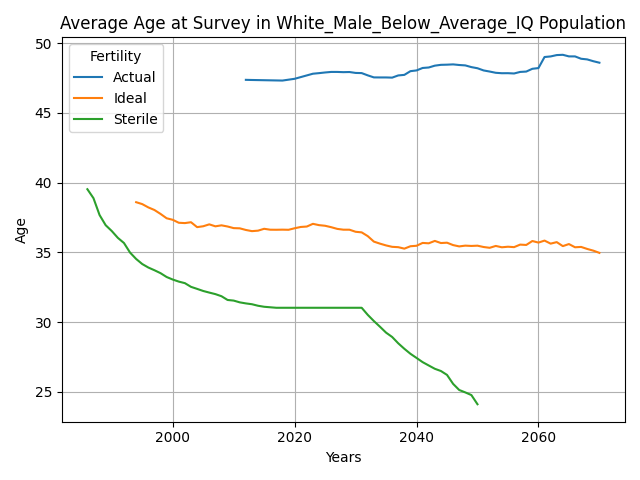 Average Age at Survey in White_Male_Below_Average_IQ Population
Fertility
Actual
Ideal
Sterile
50
45
40
35
30
25
Age
2000
2020
2040
2060
Years